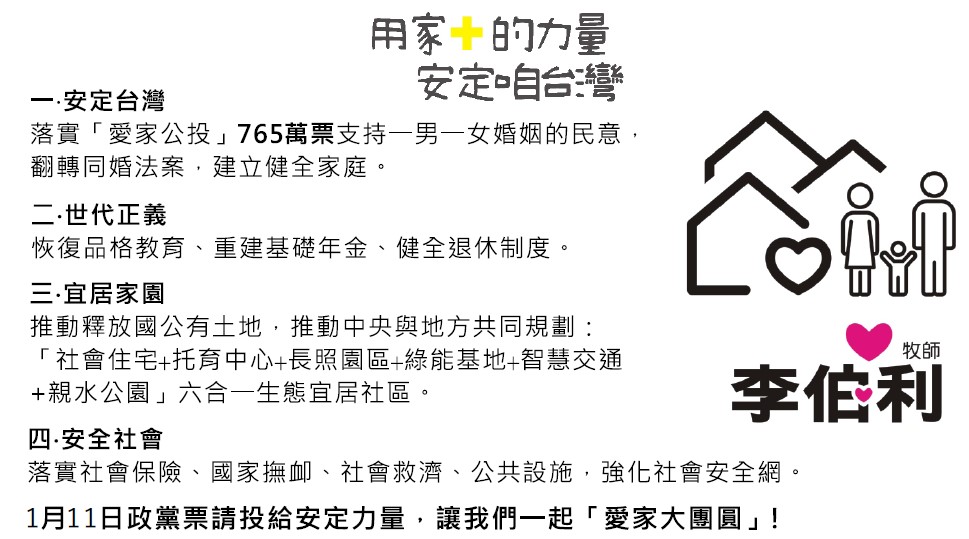 用家+的力量
安定咱台灣
一‧安定台灣
落實「愛家公投」765萬票支持一男一女婚姻的民意，
翻轉同婚法案，建立健全家庭。
二‧世代正義
恢復品格教育、重建基礎年金、健全退休制度。
三‧宜居家園
推動釋放國公有土地，推動中央與地方共同規劃：
「社會住宅+托育中心+長照園區+綠能基地+智慧交通
+親水公園」六合一生態宜居社區。
四‧安全社會
落實社會保險、國家撫卹、社會救濟、公共設施，強化社會安全網。
1月11日政黨票請投給安定力量，讓我們一起「愛家大團圓」!
牧師
李伯利